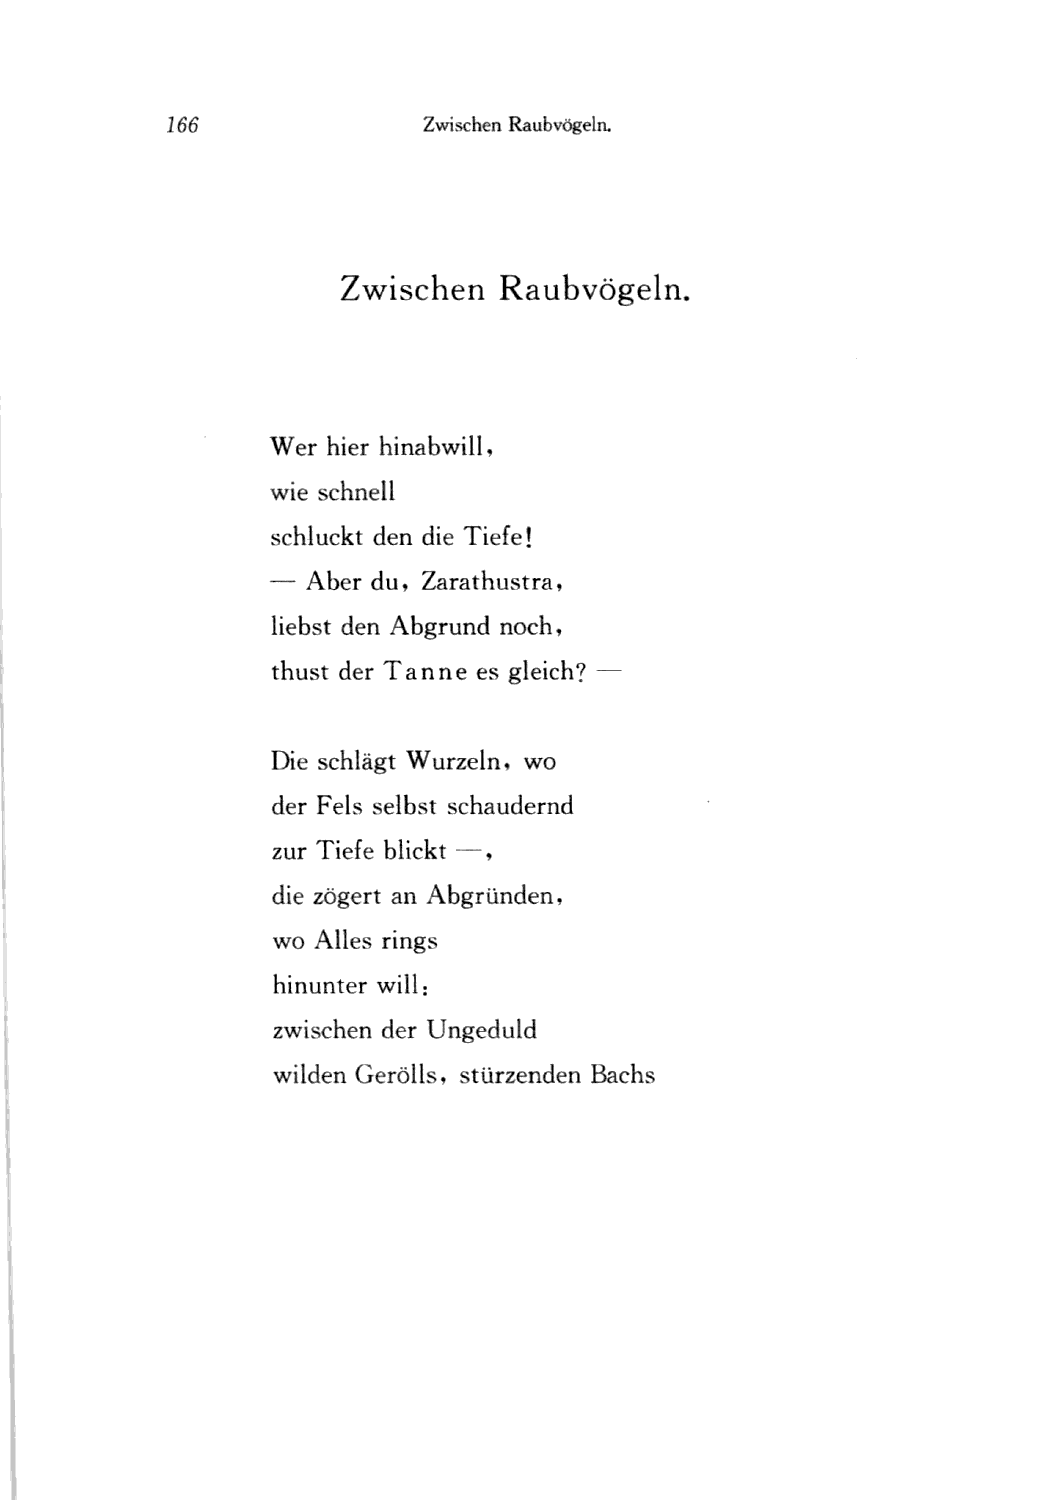 166 Zwischen Raubvögeln.
Zwischen Raubvögeln.
Wer hier hinabwill,
wie schnell
schluckt den die Tiefe!
— Aber du, Zarathustra,
liebst den Abgrund noch,
thust der Tanne es gleich? —
Die schlägt Wurzeln, wo
der Fels selbst schaudernd
zur Tiefe blickt —,
die zögert an Abgründen,
wo Alles rings
hinunter will:
zwischen der Ungeduld
wilden Gerölls, stürzenden Bachs